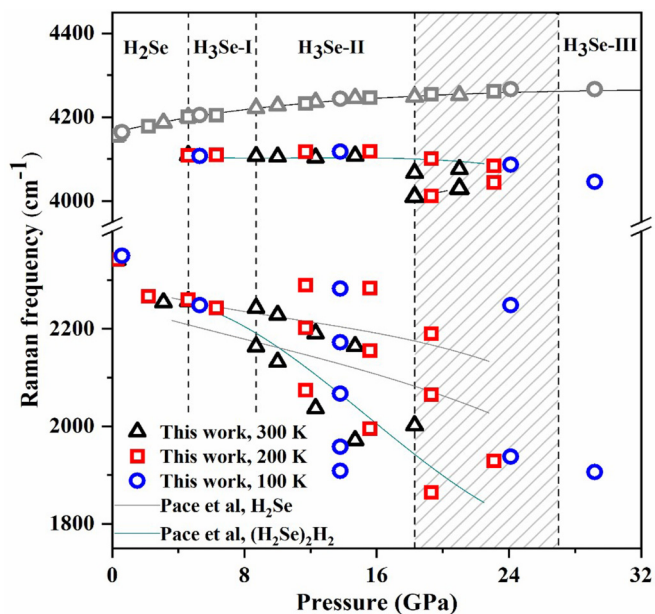 4400
4200
4000
2200
2000
1800
Raman frequency (cm⁻¹)
H₂Se
H₃Se-I
H₃Se-II
H₃Se-III
This work, 300 K
This work, 200 K
This work, 100 K
Pace et al, H₂Se
Pace et al, (H₂Se)₂H₂
0 8 16 24 32
Pressure (GPa)